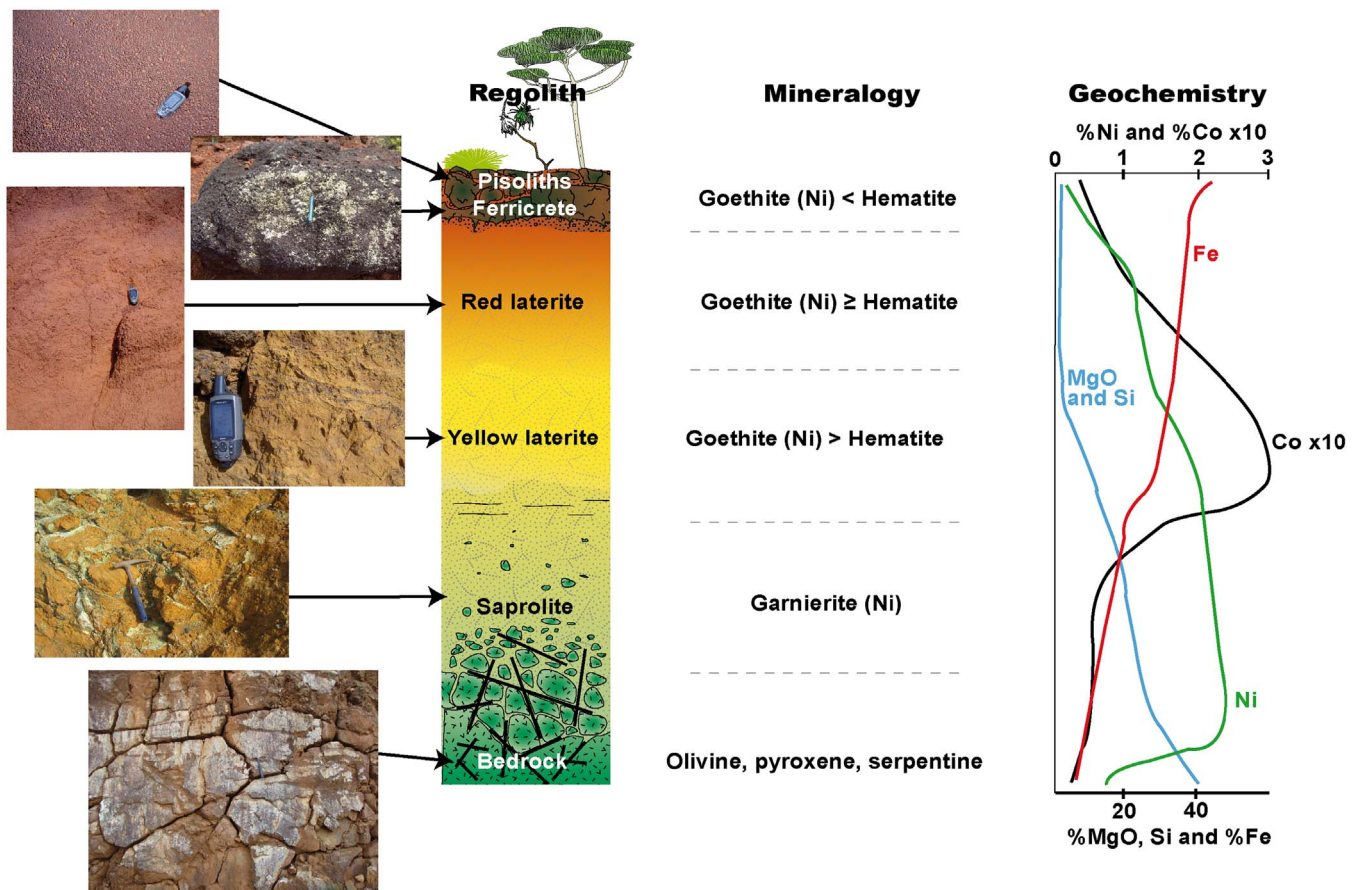 Regolith
Mineralogy
Geochemistry
%Ni and %Co x10
0 1 2 3
Pisoliths
Ferricrete
Red laterite
Yellow laterite
Saprolite
Bedrock
Goethite (Ni) < Hematite
Goethite (Ni) ≥ Hematite
Goethite (Ni) > Hematite
Garnierite (Ni)
Olivine, pyroxene, serpentine
Fe
MgO
and Si
Co x10
Ni
20 40
%MgO, Si and %Fe